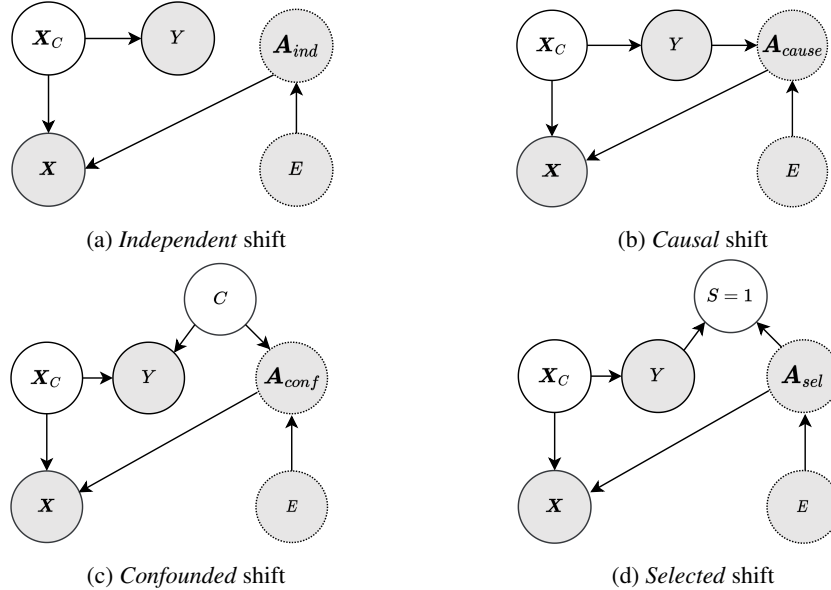 X_C Y A_ind
X E
(a) Independent shift
X_C Y A_cause
X E
(b) Causal shift
C
X_C Y A_conf
X E
(c) Confounded shift
S = 1
X_C Y A_sel
X E
(d) Selected shift